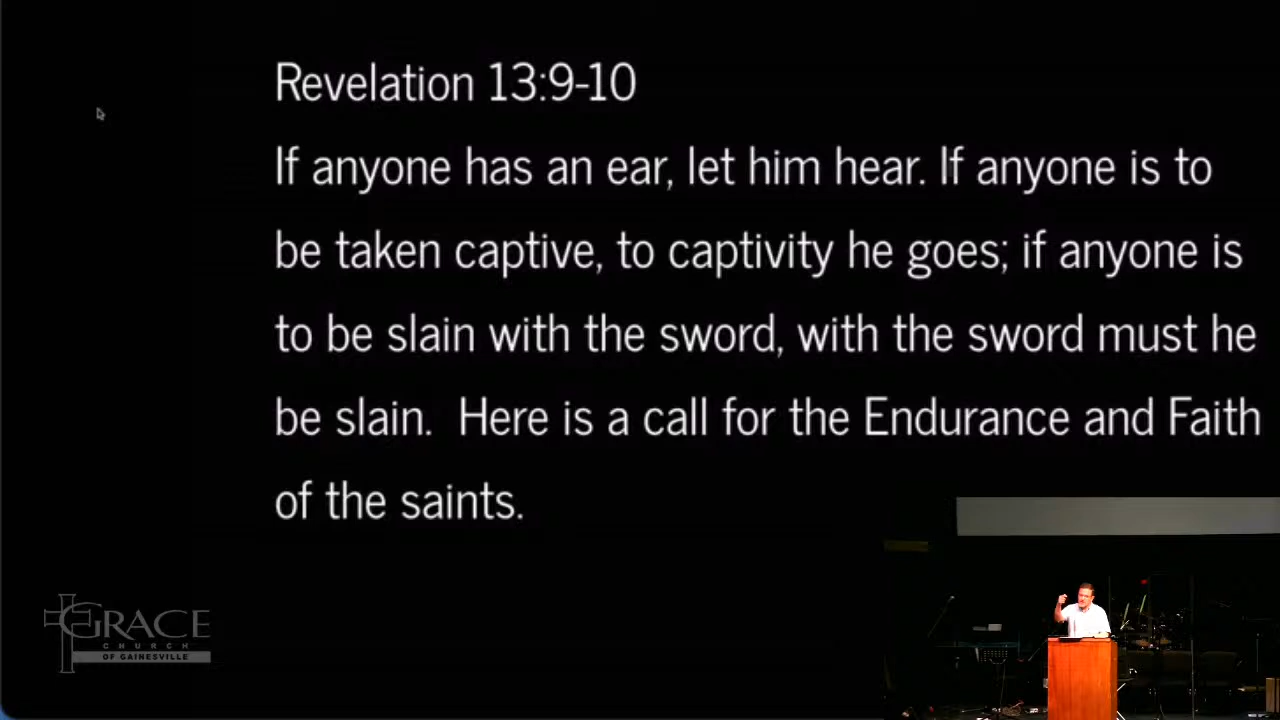 Revelation 13:9-10
If anyone has an ear, let him hear. If anyone is to
be taken captive, to captivity he goes; if anyone is
to be slain with the sword, with the sword must he
be slain.  Here is a call for the Endurance and Faith
of the saints.
GRACE
CHURCH
OF GAINESVILLE